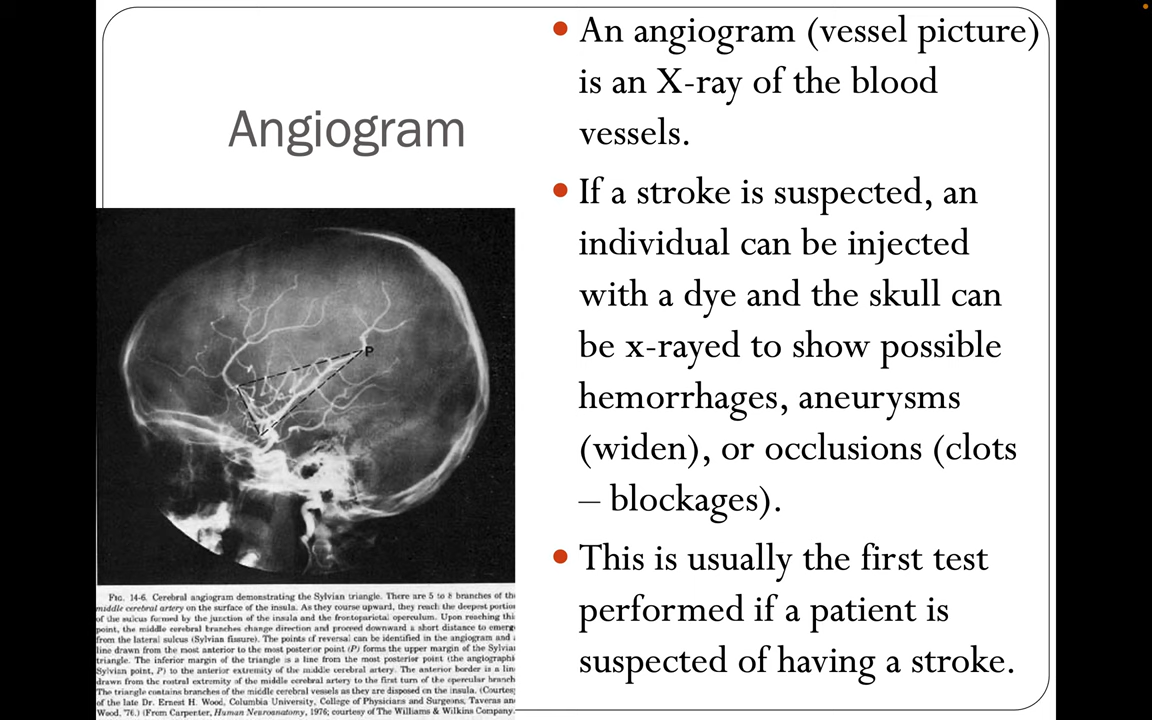 Angiogram
• An angiogram (vessel picture)
is an X-ray of the blood
vessels.
• If a stroke is suspected, an
individual can be injected
with a dye and the skull can
be x-rayed to show possible
hemorrhages, aneurysms
(widen), or occlusions (clots
– blockages).
• This is usually the first test
performed if a patient is
suspected of having a stroke.
P
FIG. 14-6. Cerebral angiogram demonstrating the Sylvian triangle. There are 5 to 8 branches of the
middle cerebral artery on the surface of the insula. As they course upward, they reach the deepest portion
of the sulcus formed by the junction of the insula and the frontoparietal operculum. Upon reaching thi
point, the middle cerebral branches change direction and proceed downward a short distance to emerge
from the lateral sulcus (Sylvian fissure). The points of reversal can be identified in the angiogram and
line drawn from the most anterior to the most posterior point (P) forms the upper margin of the Sylvia
triangle. The inferior margin of the triangle is a line from the most posterior point (the angiographi
Sylvian point, P) to the anterior extremity of the middle cerebral artery. The anterior border is a lin
drawn from the rostral extremity of the middle cerebral artery to the first turn of the opercular branch
The triangle contains branches of the middle cerebral vessels as they are disposed on the insula. (Courtes
of the late Dr. Ernest H. Wood, Columbia University, College of Physicians and Surgeons, Taveras an
Wood, '76.) (From Carpenter, Human Neuroanatomy, 1976; courtesy of The Williams & Wilkins Company.